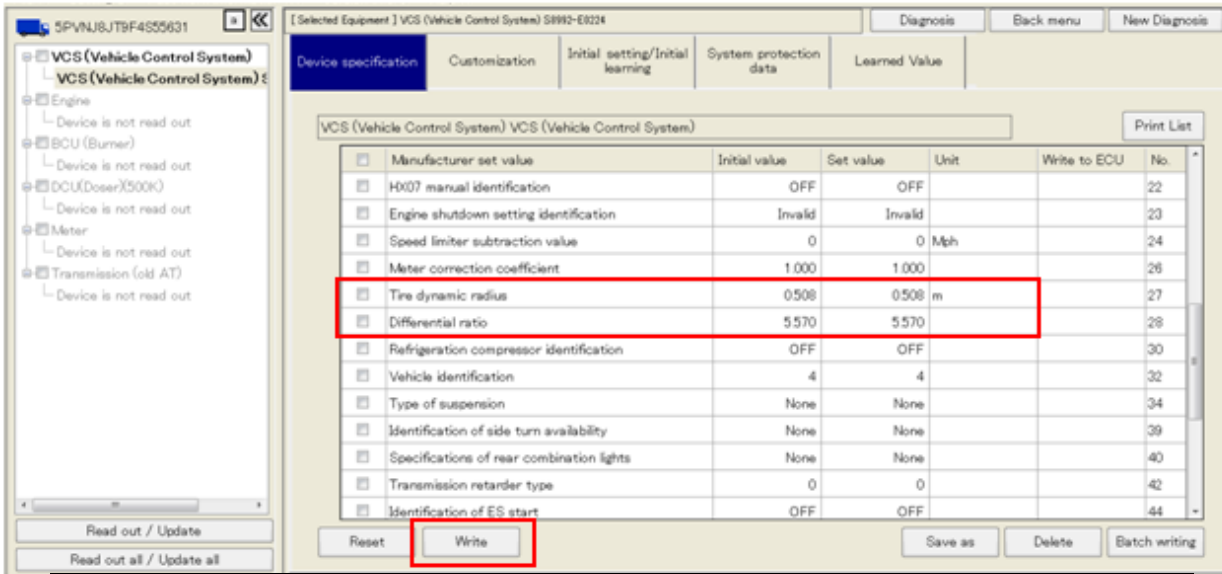 5PVNJ8JT9F4S55631
a
VCS (Vehicle Control System)
VCS (Vehicle Control System) S
Engine
Device is not read out
BCU (Burner)
Device is not read out
DCU(Doser)(500K)
Device is not read out
Meter
Device is not read out
Transmission (old AT)
Device is not read out
Read out / Update
Read out all / Update all
[ Selected Equipment ] VCS (Vehicle Control System) S8992-E0224
Diagnosis Back menu New Diagnosis
Device specification Customization Initial setting/Initial learning System protection data Learned Value
VCS (Vehicle Control System) VCS (Vehicle Control System) Print List
Manufacturer set value Initial value Set value Unit Write to ECU No.
HX07 manual identification OFF OFF 22
Engine shutdown setting identification Invalid Invalid 23
Speed limiter subtraction value 0 0 Mph 24
Meter correction coefficient 1.000 1.000 26
Tire dynamic radius 0.508 0.508 m 27
Differential ratio 5.570 5.570 28
Refrigeration compressor identification OFF OFF 30
Vehicle identification 4 4 32
Type of suspension None None 34
Identification of side turn availability None None 39
Specifications of rear combination lights None None 40
Transmission retarder type 0 0 42
Identification of ES start OFF OFF 44
Reset Write Save as Delete Batch writing